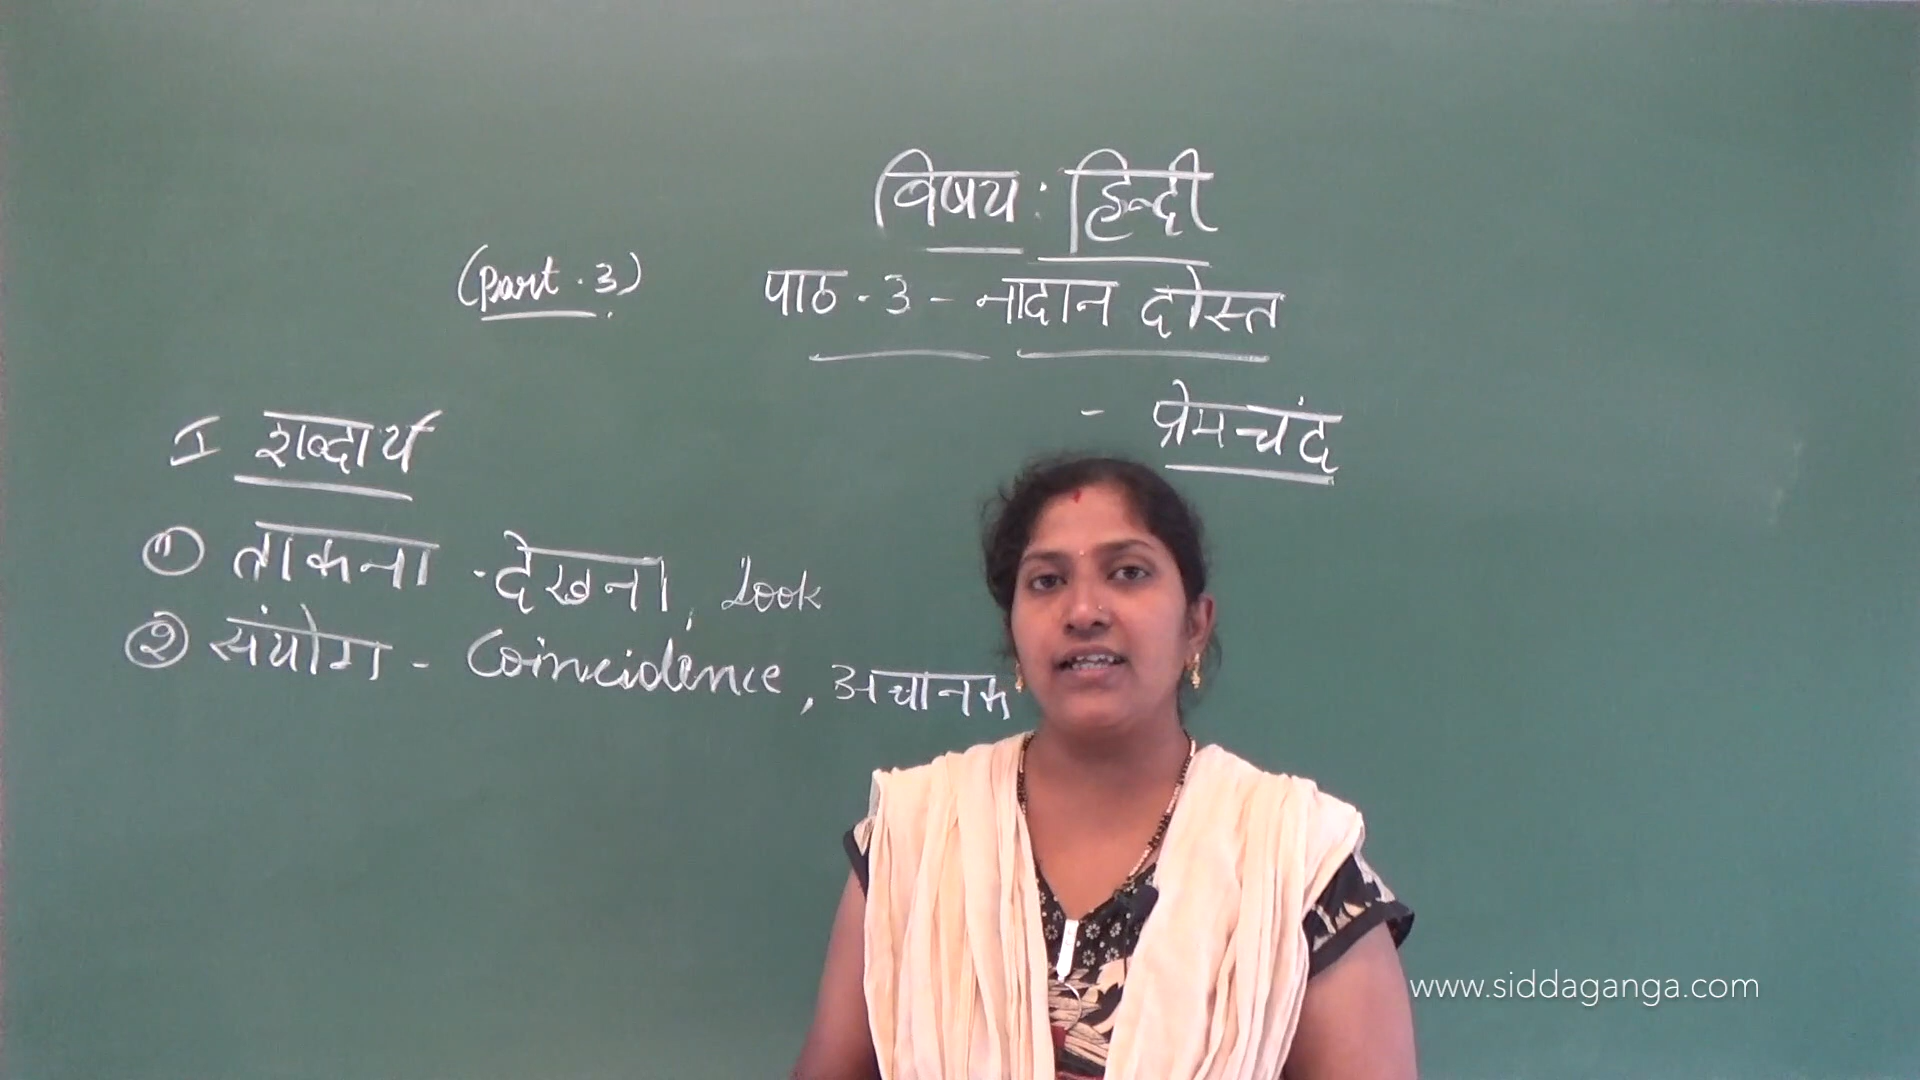 विषय : हिन्दी
(Part . 3)
पाठ - 3 - नादान दोस्त
- प्रेमचंद
I शब्दार्थ
① ताकना - देखना, Look
② संयोग - Coincidence, अचानक
www.siddaganga.com